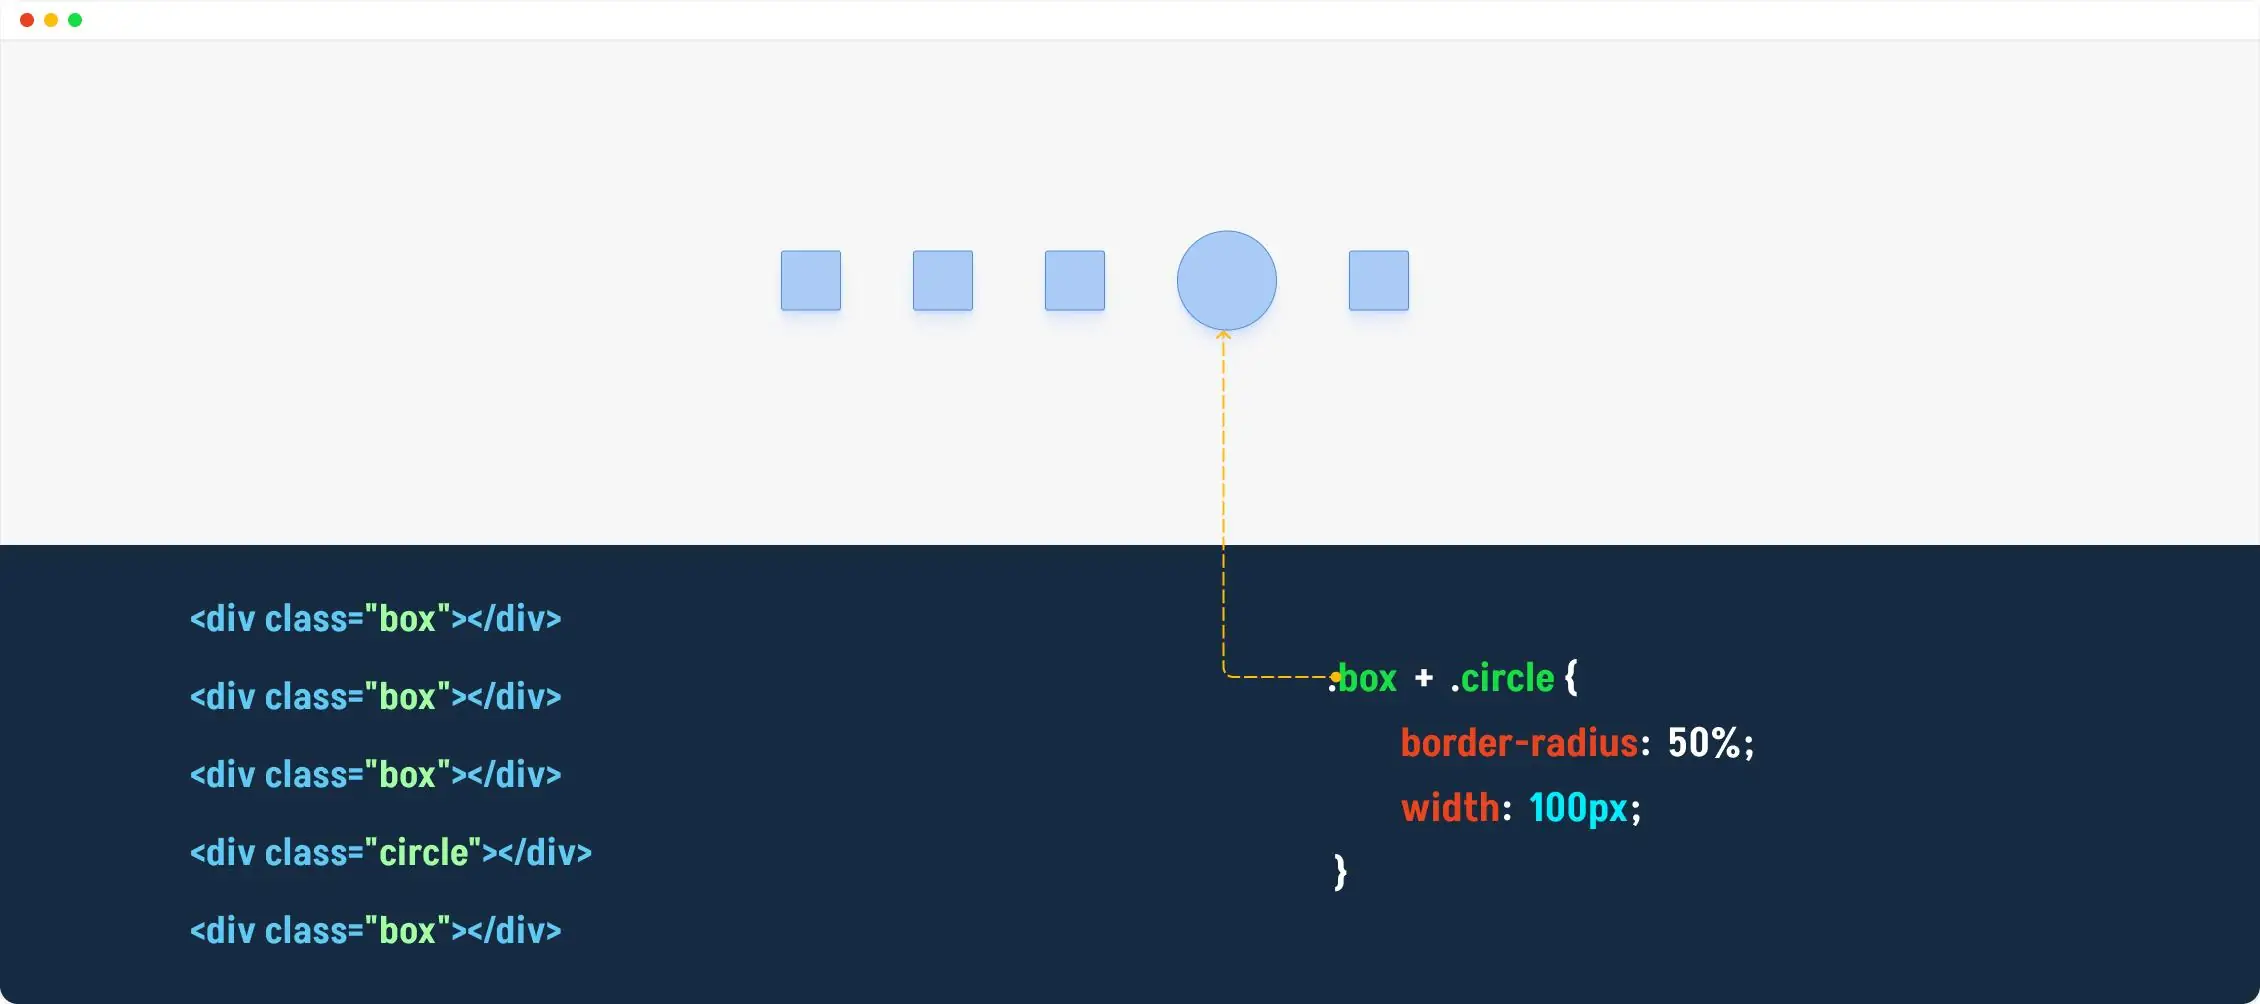 <div class="box"></div>
<div class="box"></div>
<div class="box"></div>
<div class="circle"></div>
<div class="box"></div>
.box + .circle {
border-radius: 50%;
width: 100px;
}